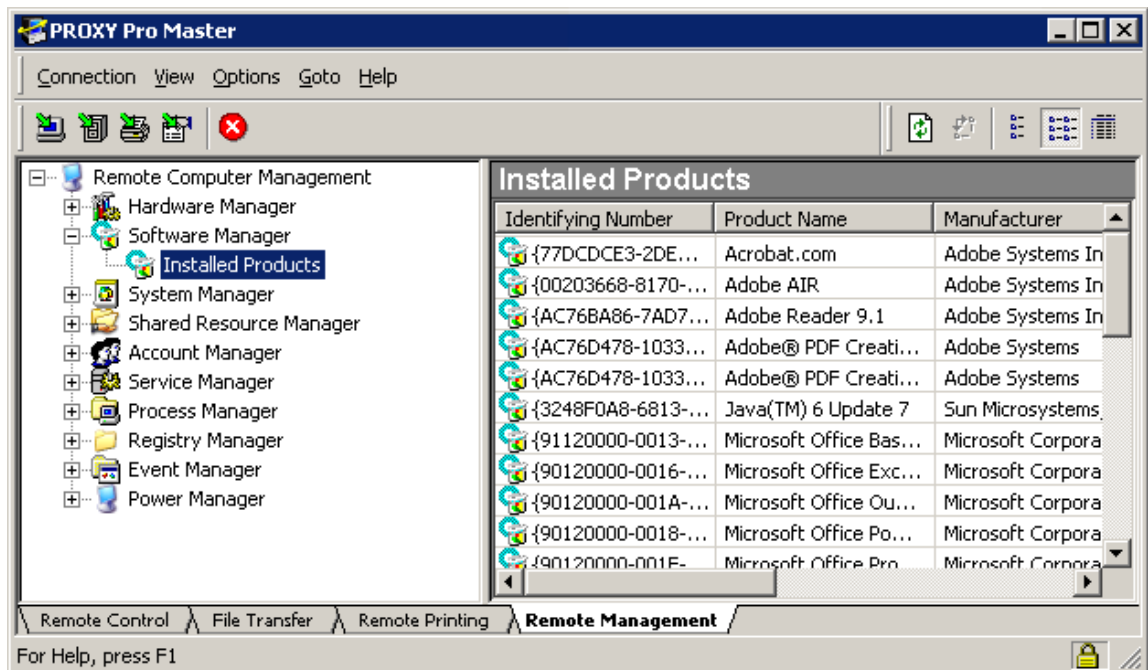 PROXY Pro Master
Connection View Options Goto Help
Remote Computer Management
Hardware Manager
Software Manager
Installed Products
System Manager
Shared Resource Manager
Account Manager
Service Manager
Process Manager
Registry Manager
Event Manager
Power Manager
Installed Products
Identifying Number Product Name Manufacturer
{77DCDCE3-2DE... Acrobat.com Adobe Systems In
{00203668-8170-... Adobe AIR Adobe Systems In
{AC76BA86-7AD7... Adobe Reader 9.1 Adobe Systems In
{AC76D478-1033... Adobe® PDF Creati... Adobe Systems
{AC76D478-1033... Adobe® PDF Creati... Adobe Systems
{3248F0A8-6813-... Java(TM) 6 Update 7 Sun Microsystems,
{91120000-0013-... Microsoft Office Bas... Microsoft Corpora
{90120000-0016-... Microsoft Office Exc... Microsoft Corpora
{90120000-001A-... Microsoft Office Ou... Microsoft Corpora
{90120000-0018-... Microsoft Office Po... Microsoft Corpora
Microsoft Office Pro Microsoft Corpora
Remote Control File Transfer Remote Printing Remote Management
For Help, press F1